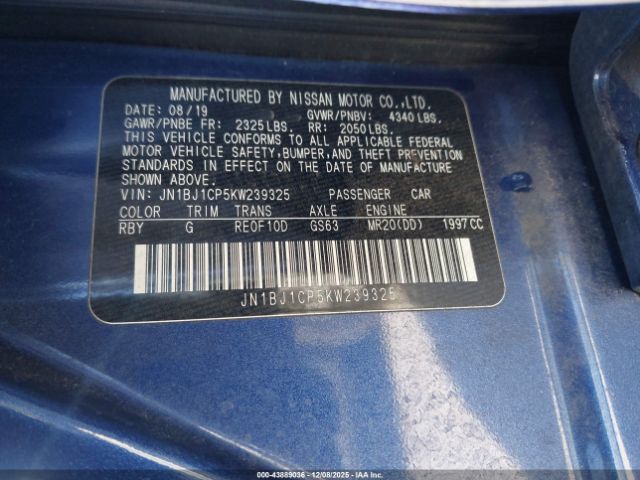 MANUFACTURED BY NISSAN MOTOR CO.,LTD.
DATE: 08/19 GVWR/PNBV: 4340 LBS.
GAWR/PNBE FR: 2325 LBS. RR: 2050 LBS.
THIS VEHICLE CONFORMS TO ALL APPLICABLE FEDERAL
MOTOR VEHICLE SAFETY, BUMPER, AND THEFT PREVENTION
STANDARDS IN EFFECT ON THE DATE OF MANUFACTURE
SHOWN ABOVE.
VIN: JN1BJ1CP5KW239325 PASSENGER CAR
COLOR TRIM TRANS AXLE ENGINE
RBY G RE0F10D GS63 MR20(DD) 1997CC
JN1BJ1CP5KW239325
000-43889036 - 12/08/2025 - IAA Inc.